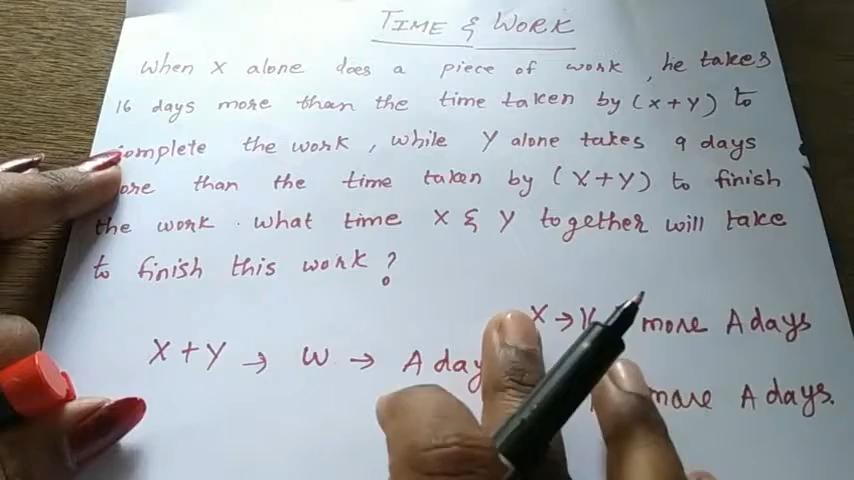 TIME & WORK
When X alone does a piece of work, he takes
16 days more than the time taken by (X+Y) to
complete the work, while Y alone takes 9 days
more than the time taken by (X+Y) to finish
the work. What time X & Y together will take
to finish this work?
X → more A days
X+Y → W → A day
more A days.